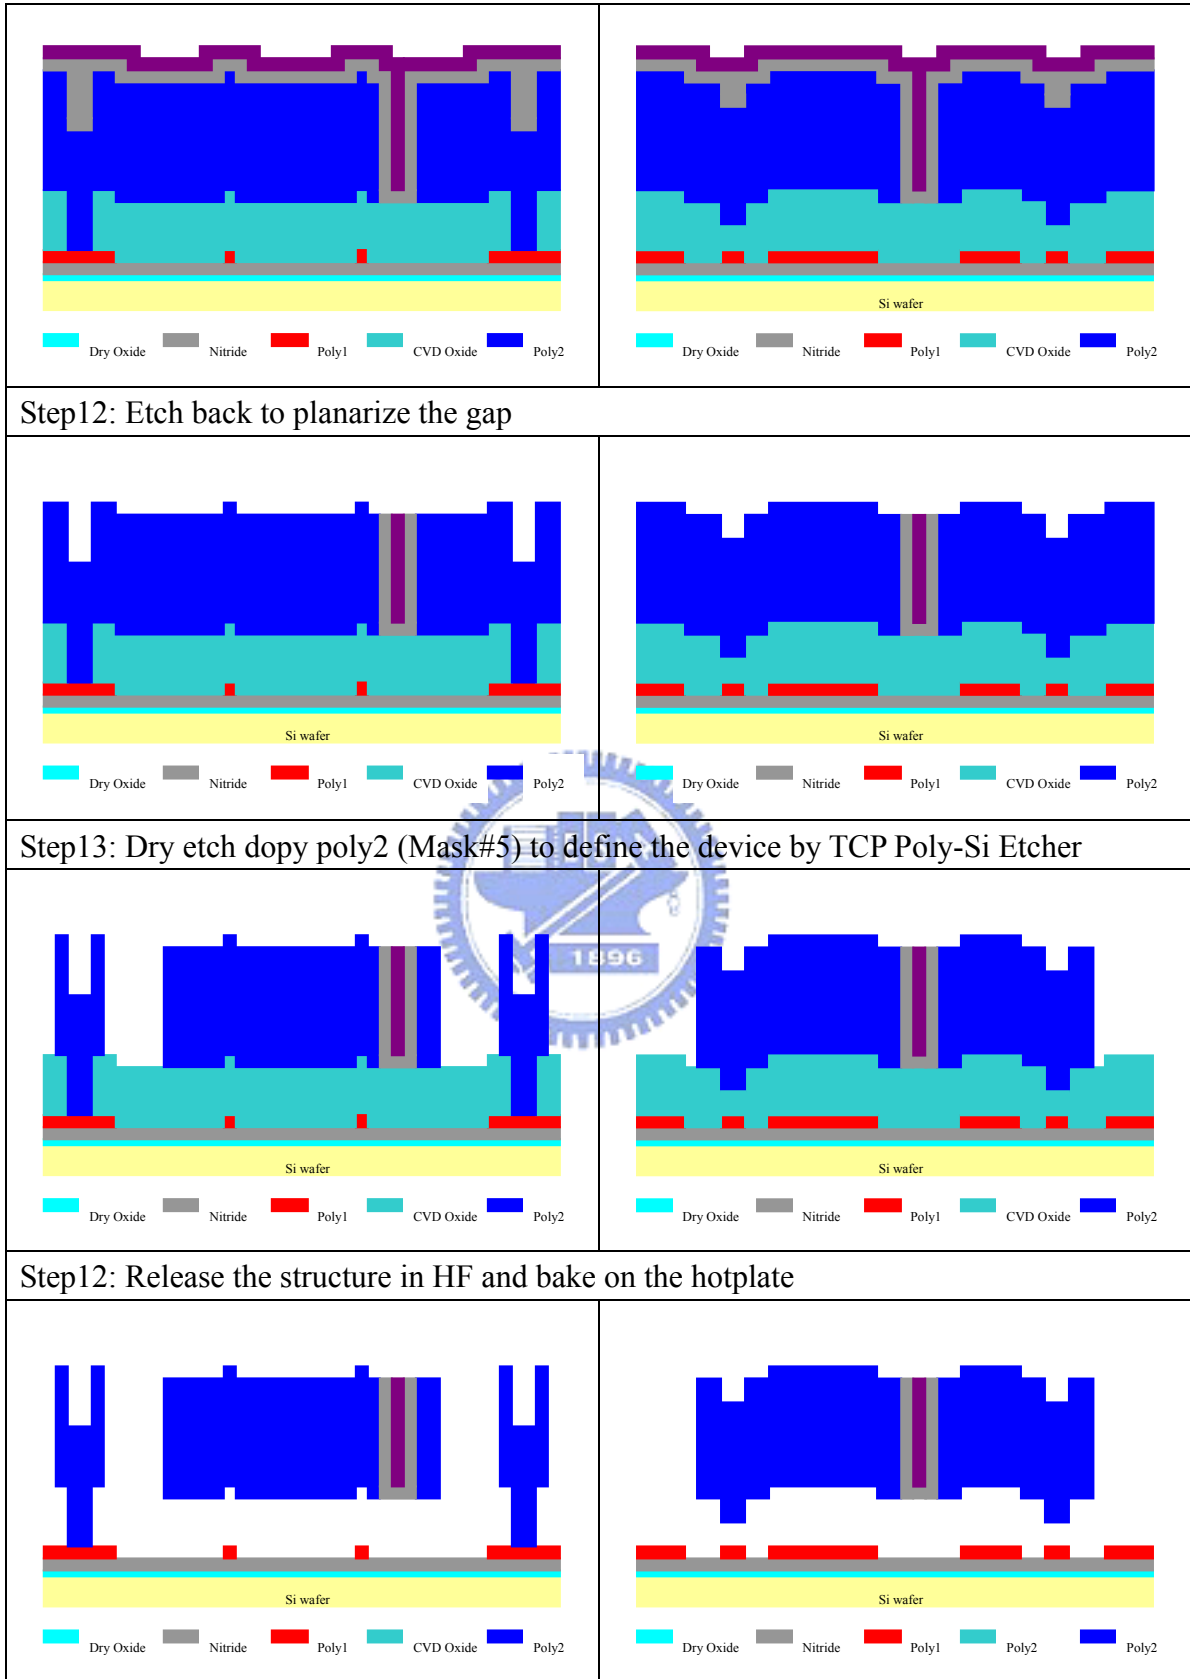 Si wafer
Dry Oxide Nitride Poly1 CVD Oxide Poly2
Dry Oxide Nitride Poly1 CVD Oxide Poly2
Step12: Etch back to planarize the gap
Si wafer
Si wafer
Dry Oxide Nitride Poly1 CVD Oxide Poly2
Dry Oxide Nitride Poly1 CVD Oxide Poly2
Step13: Dry etch dopy poly2 (Mask#5) to define the device by TCP Poly-Si Etcher
1896
Si wafer
Si wafer
Dry Oxide Nitride Poly1 CVD Oxide Poly2
Dry Oxide Nitride Poly1 CVD Oxide Poly2
Step12: Release the structure in HF and bake on the hotplate
Si wafer
Si wafer
Dry Oxide Nitride Poly1 CVD Oxide Poly2
Dry Oxide Nitride Poly1 Poly2 Poly2